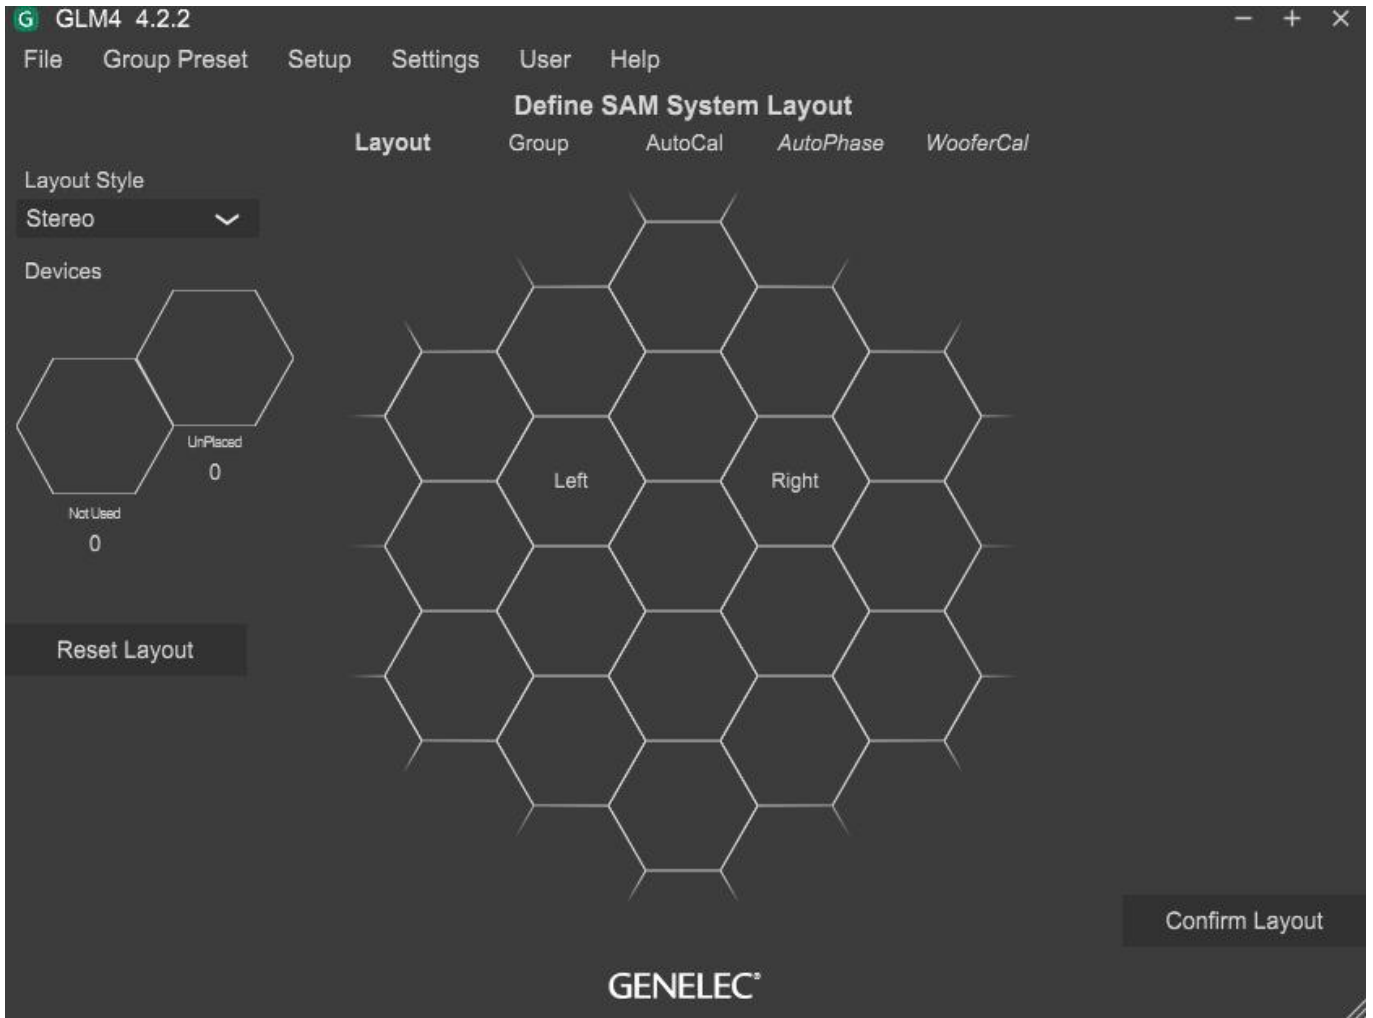 G GLM4 4.2.2
File Group Preset Setup Settings User Help
Define SAM System Layout
Layout Group AutoCal AutoPhase WooferCal
Layout Style
Stereo
Devices
UnPlaced
0
Not Used
0
Left Right
Reset Layout
Confirm Layout
GENELEC®